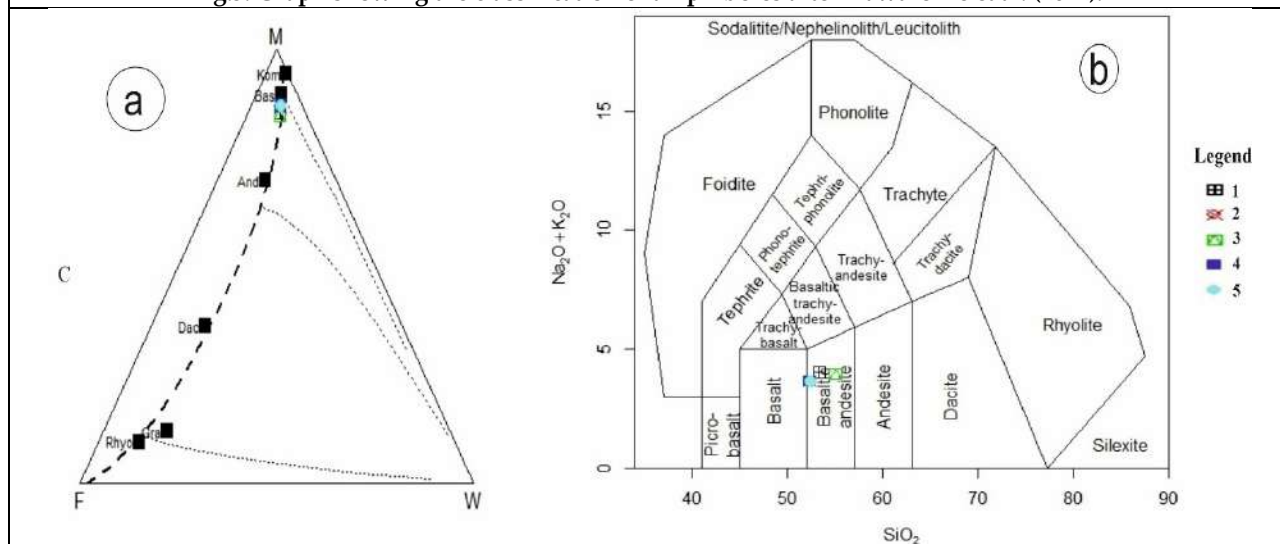 M
a
Kom
Bas
And
C
Dac
Gra
Rhyo
F
W
Sodalitite/Nephelinolith/Leucitolith
b
Phonolite
Foidite
Tephri-
phonolite
Trachyte
Phono-
tephrite
Trachy-
andesite
Trachy-
dacite
Tephrite
Basaltic
trachy-
andesite
Trachy-
basalt
Rhyolite
Picro-
basalt
Basalt
Basaltic
andesite
Andesite
Dacite
Silexite
Na₂O+K₂O
0
5
10
15
40
50
60
70
80
90
SiO₂
Legend
1
2
3
4
5